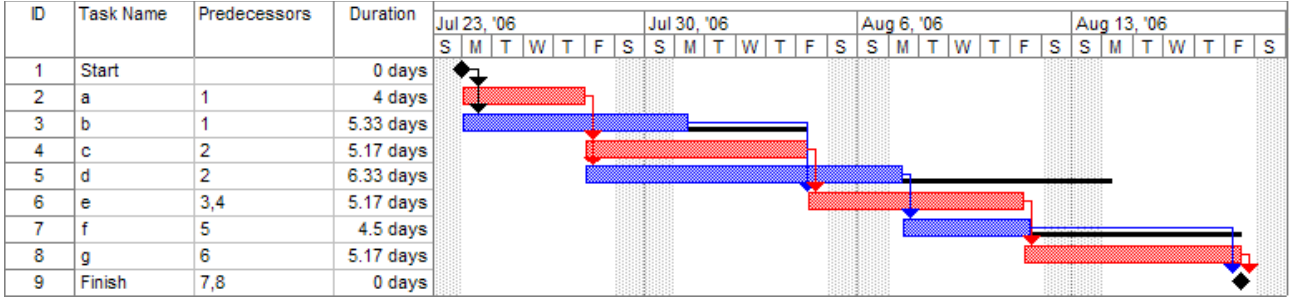 ID Task Name Predecessors Duration Jul 23, '06 Jul 30, '06 Aug 6, '06 Aug 13, '06
S M T W T F S S M T W T F S S M T W T F S S M T W T F S
1 Start 0 days
2 a 1 4 days
3 b 1 5.33 days
4 c 2 5.17 days
5 d 2 6.33 days
6 e 3,4 5.17 days
7 f 5 4.5 days
8 g 6 5.17 days
9 Finish 7,8 0 days